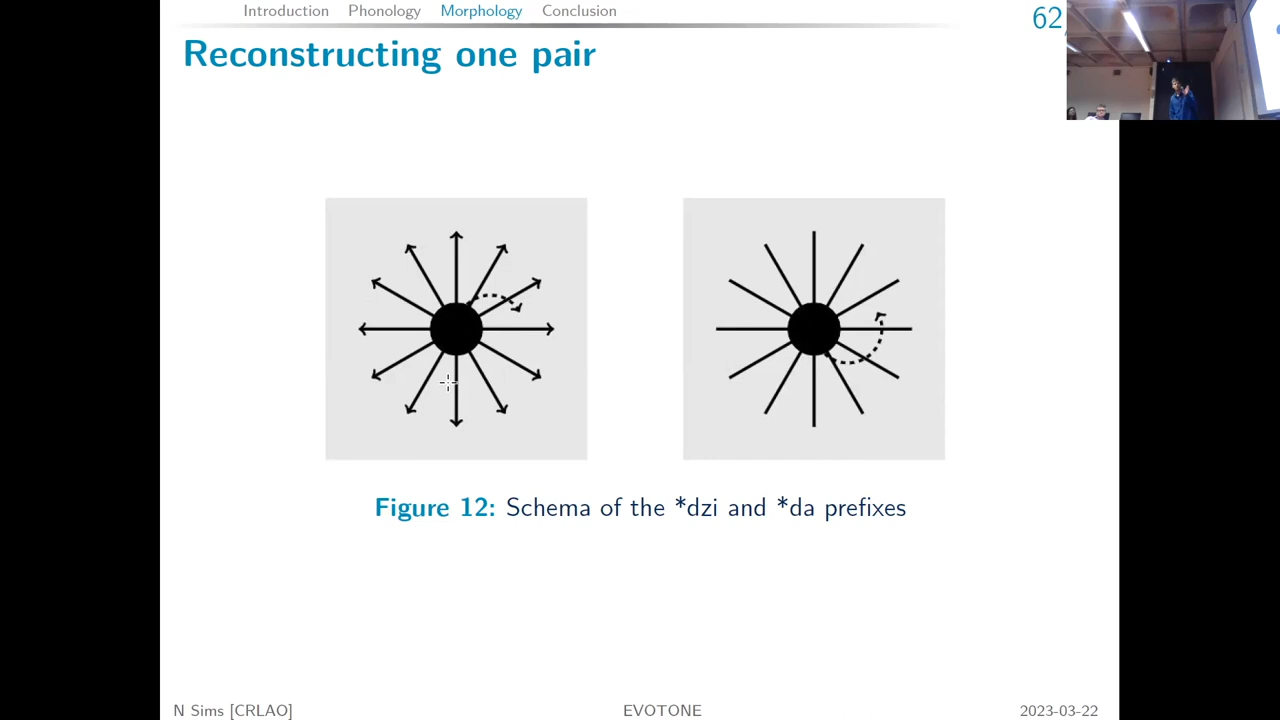 Introduction Phonology Morphology Conclusion
62
Reconstructing one pair
Figure 12: Schema of the *dzi and *da prefixes
N Sims [CRLAO] EVOTONE 2023-03-22